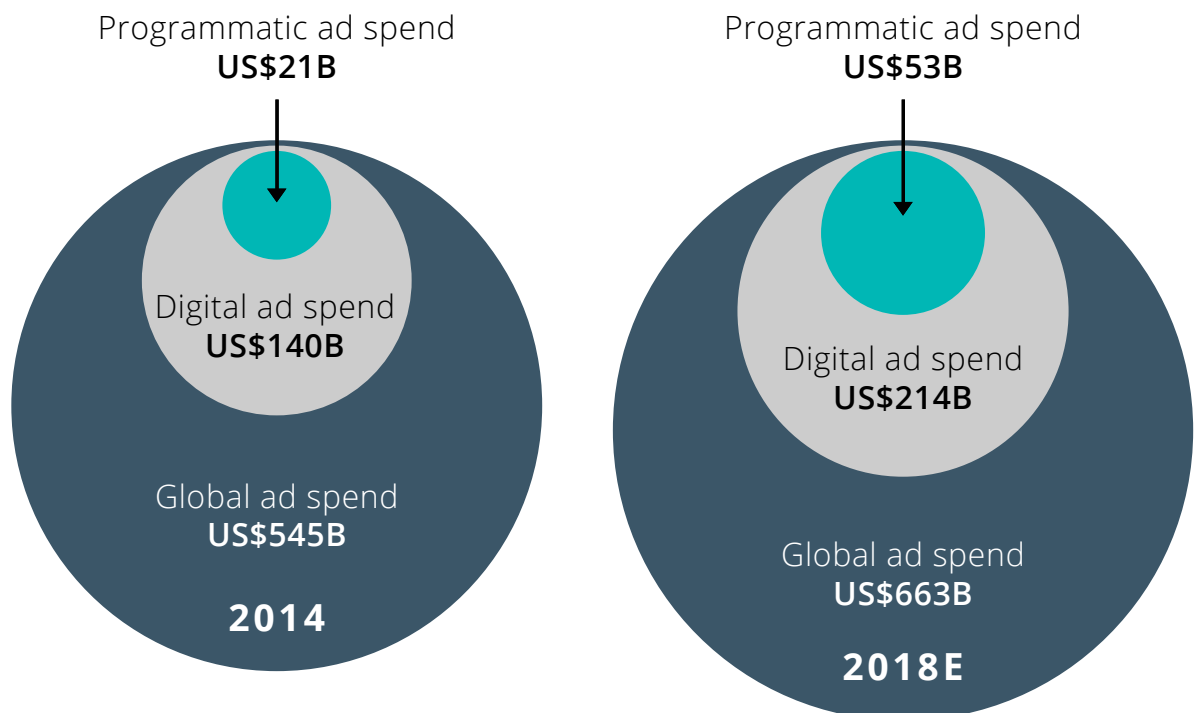 Programmatic ad spend
US$21B
Digital ad spend
US$140B
Global ad spend
US$545B
2014
Programmatic ad spend
US$53B
Digital ad spend
US$214B
Global ad spend
US$663B
2018E